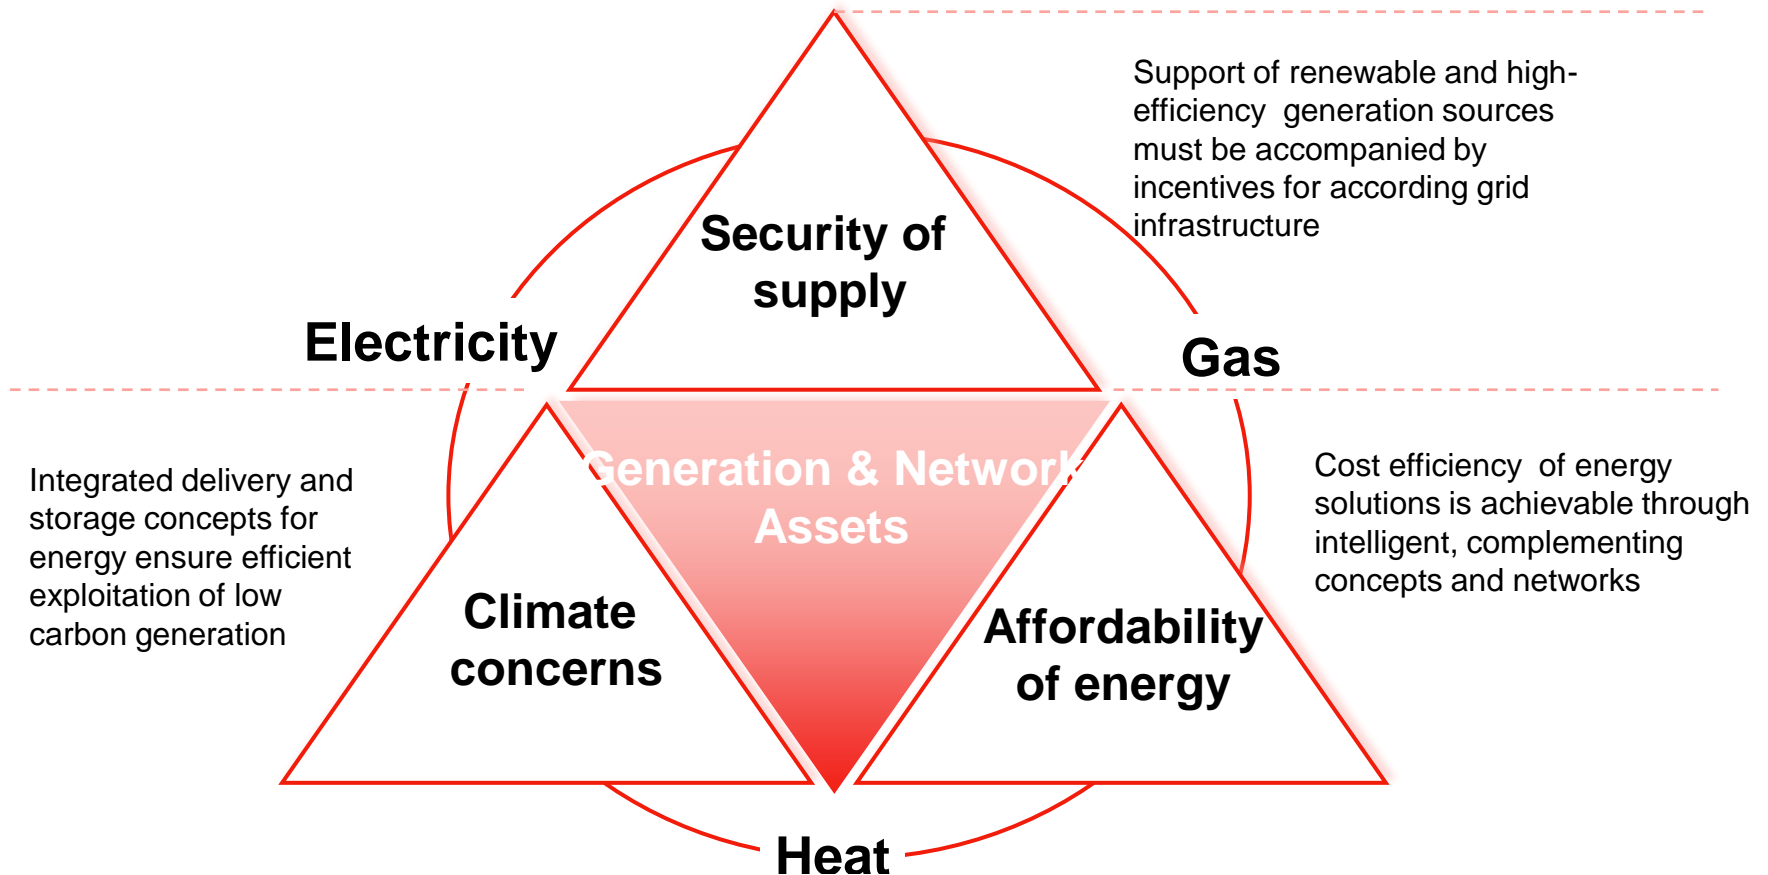 Support of renewable and high-
efficiency generation sources
must be accompanied by
incentives for according grid
infrastructure
Security of
supply
Electricity
Gas
Generation & Network
Assets
Integrated delivery and
storage concepts for
energy ensure efficient
exploitation of low
carbon generation
Cost efficiency of energy
solutions is achievable through
intelligent, complementing
concepts and networks
Climate
concerns
Affordability
of energy
Heat